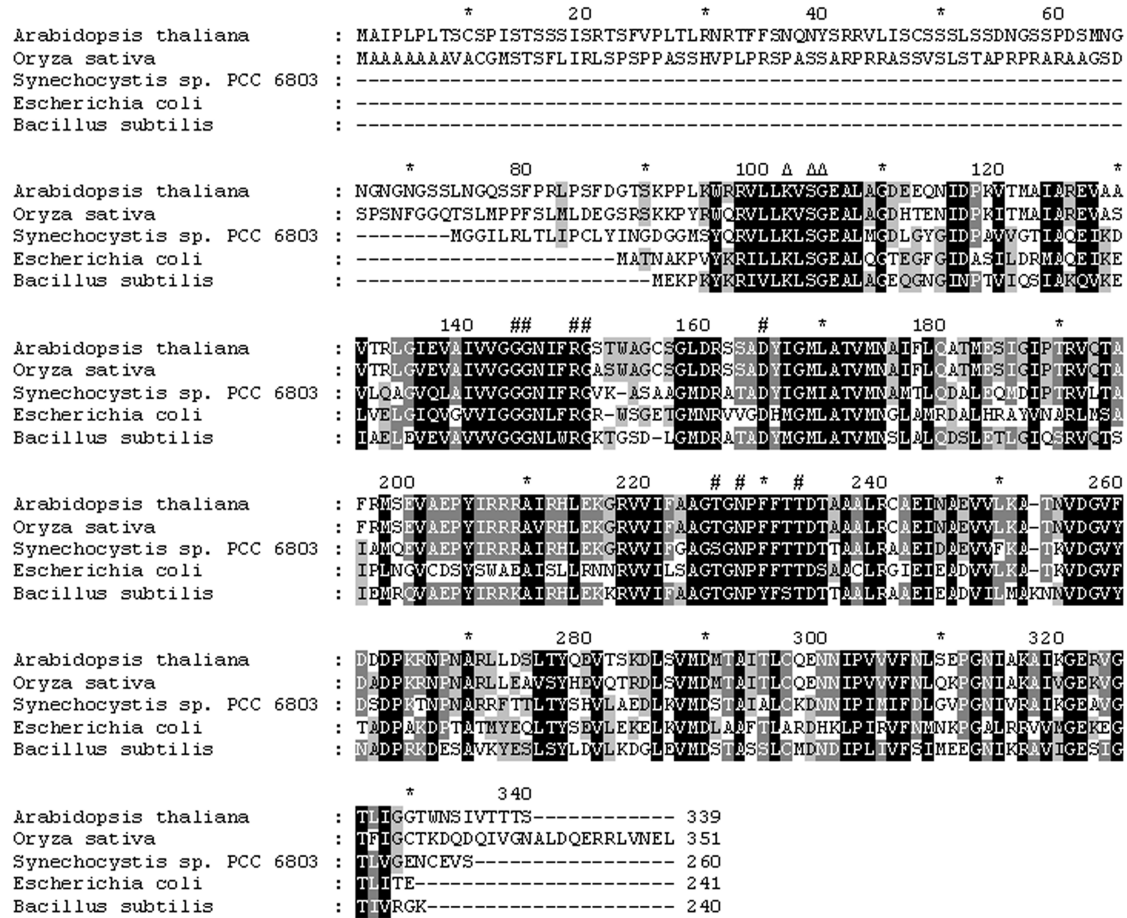 * 20 * 40 * 60
Arabidopsis thaliana : MAIPLPLTSCSPISTSSSISRTSFVPLTLRNRTFFSNQNYSRRVLISCSSSLSSDNGSSPDSMNG
Oryza sativa : MAAAAAAAVACGMSTSFLIRLSPSPPASSHVPLPRSPASSARPRRASSVSLSTAPRPRARAAGSD
Synechocystis sp. PCC 6803 : -----------------------------------------------------------------
Escherichia coli : -----------------------------------------------------------------
Bacillus subtilis : -----------------------------------------------------------------
* 80 * 100 Δ ΔΔ * 120 *
Arabidopsis thaliana : NGNGNGSSLNGQSSFPRLPSFDGTSKPPLKWRRVLLKVSGEALAGDEEQNIDPKVTMAIAREVAA
Oryza sativa : SPSNFGGQTSLMPPFSLMLDEGSRSKKPYRWQRVLLKVSGEALAGDHTENIDPKITMAIAREVAS
Synechocystis sp. PCC 6803 : --------MGGILRLTLIPCLYINGDGGMSYQRVLLKLSGEALMGDLGYGIDPAVVGTIAQEIKD
Escherichia coli : ----------------------MATNAKPVYKRILLKLSGEALQGTEGFGIDASILDRMAQEIKE
Bacillus subtilis : -------------------------MEKPKYKRIVLKLSGEALAGEQGNGINPTVIQSIAKQVKE
140 ## ## 160 # * 180 *
Arabidopsis thaliana : VTRLGIEVAIVVGGGNIFRGSTWAGCSGLDRSSADYIGMLATVMNAIFLQATMESIGIPTRVQTA
Oryza sativa : VTRLGVEVAIVVGGGNIFRGASWAGCSGLDRSSADYIGMLATVMNAIFLQATMESIGIPTRVQTA
Synechocystis sp. PCC 6803 : VLQAGVQLAIVVGGGNIFRGVK-ASAAGMDRATADYIGMIATVMNAMTLQDALEQMDIPTRVLTA
Escherichia coli : LVELGIQVGVVIGGGNLFRGR-WSGETGMNRVVGDHMGMLATVMNGLAMRDALHRAYVNARLMSA
Bacillus subtilis : IAELEVEVAVVVGGGNLWRGKTGSD-LGMDRATADYMGMLATVMNSLALQDSLETLGIQSRVQTS
200 * 220 # # * # 240 * 260
Arabidopsis thaliana : FRMSEVAEPYIRRRAIRHLEKGRVVIFAAGTGNPFFTTDTAAALRCAEINAEVVLKA-TNVDGVF
Oryza sativa : FRMSEVAEPYIRRRAVRHLEKGRVVIFAAGTGNPFFTTDTAAALRCAEINAEVVLKA-TNVDGVY
Synechocystis sp. PCC 6803 : IAMQEVAEPYIRRRAIRHLEKGRVVIFGAGSGNPFFTTDTTAALRAAEIDAEVVFKA-TKVDGVY
Escherichia coli : IPLNGVCDSYSWAEAISLLRNNRVVILSAGTGNPFFTTDSAACLRGIEIEADVVLKA-TKVDGVF
Bacillus subtilis : IEMRQVAEPYIRRKAIRHLEKKRVVIFAAGTGNPYFSTDTTAALRAAEIEADVILMAKNNVDGVY
* 280 * 300 * 320
Arabidopsis thaliana : DDDPKRNPNARLLDSLTYQEVTSKDLSVMDMTAITLCQENNIPVVVFNLSEPGNIAKAIKGERVG
Oryza sativa : DADPKRNPNARLLEAVSYHEVQTRDLSVMDMTAITLCQENNIPVVVFNLQKPGNIAKAIVGEKVG
Synechocystis sp. PCC 6803 : DSDPKTNPNARRFTTLTYSHVLAEDLKVMDSTAIALCKDNNIPIMIFDLGVPGNIVRAIKGEAVG
Escherichia coli : TADPAKDPTATMYEQLTYSEVLEKELKVMDLAAFTLARDHKLPIRVFNMNKPGALRRVVMGEKEG
Bacillus subtilis : NADPRKDESAVKYESLSYLDVLKDGLEVMDSTASSLCMDNDIPLIVFSIMEEGNIKRAVIGESIG
* 340
Arabidopsis thaliana : TLIGGTWNSIVTTTS------------ 339
Oryza sativa : TFIGCTKDQDQIVGNALDQERRLVNEL 351
Synechocystis sp. PCC 6803 : TLVGENCEVS----------------- 260
Escherichia coli : TLITE---------------------- 241
Bacillus subtilis : TIVRGK--------------------- 240